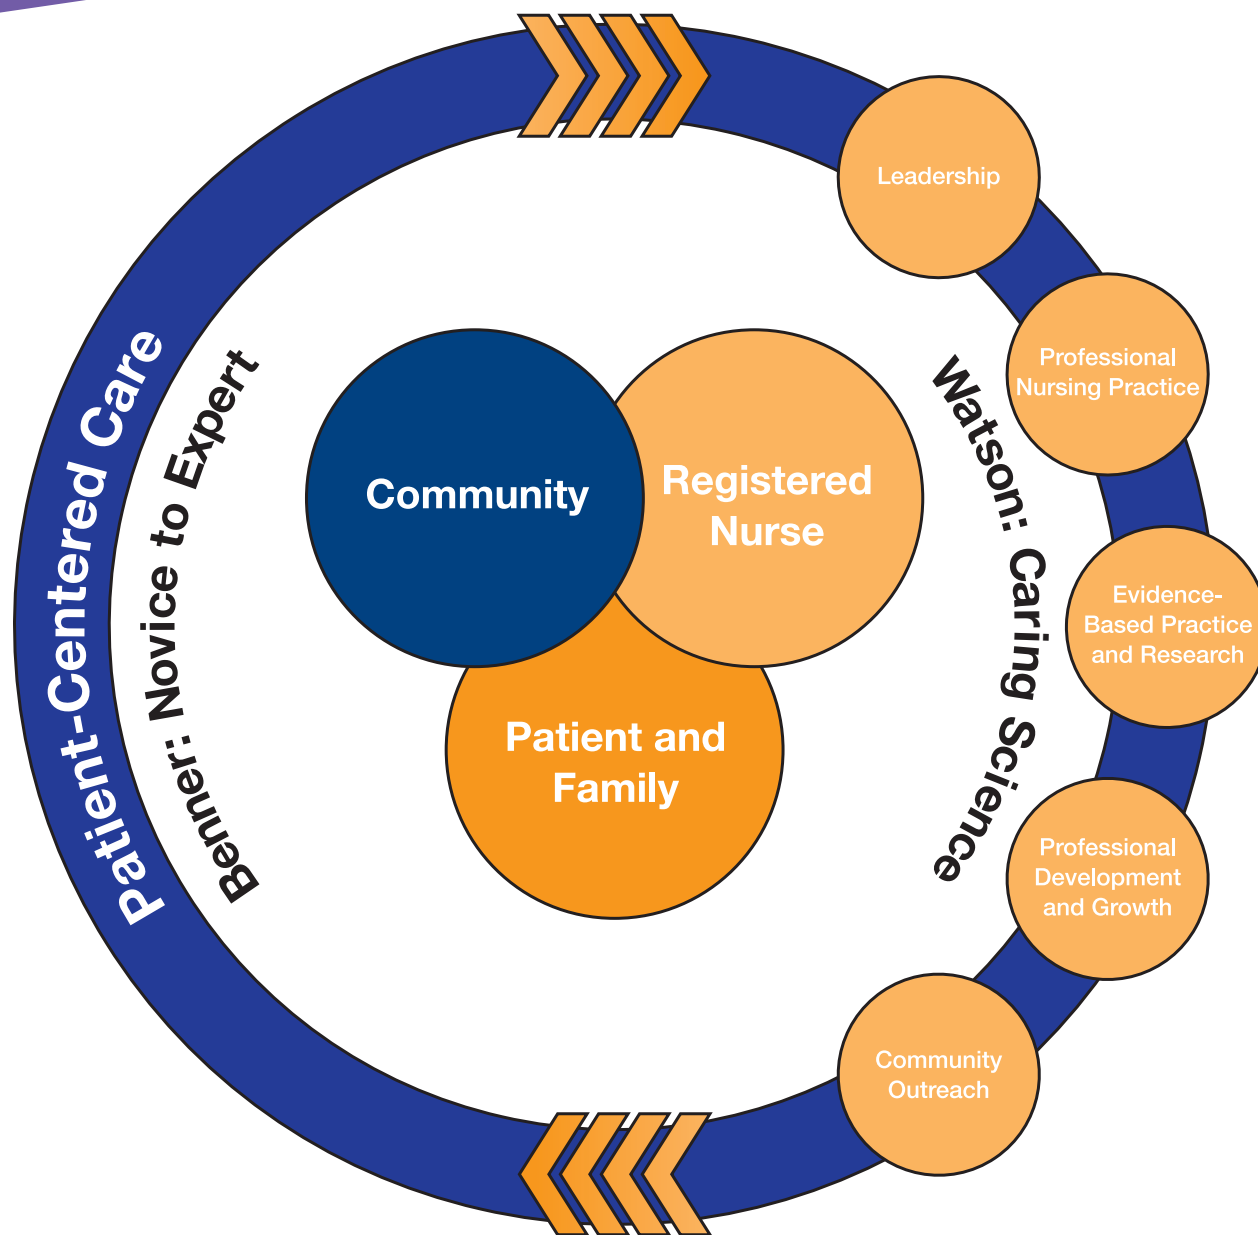 Patient-Centered Care
Benner: Novice to Expert
Community
Registered
Nurse
Patient and
Family
Watson: Caring Science
Leadership
Professional
Nursing Practice
Evidence-
Based Practice
and Research
Professional
Development
and Growth
Community
Outreach